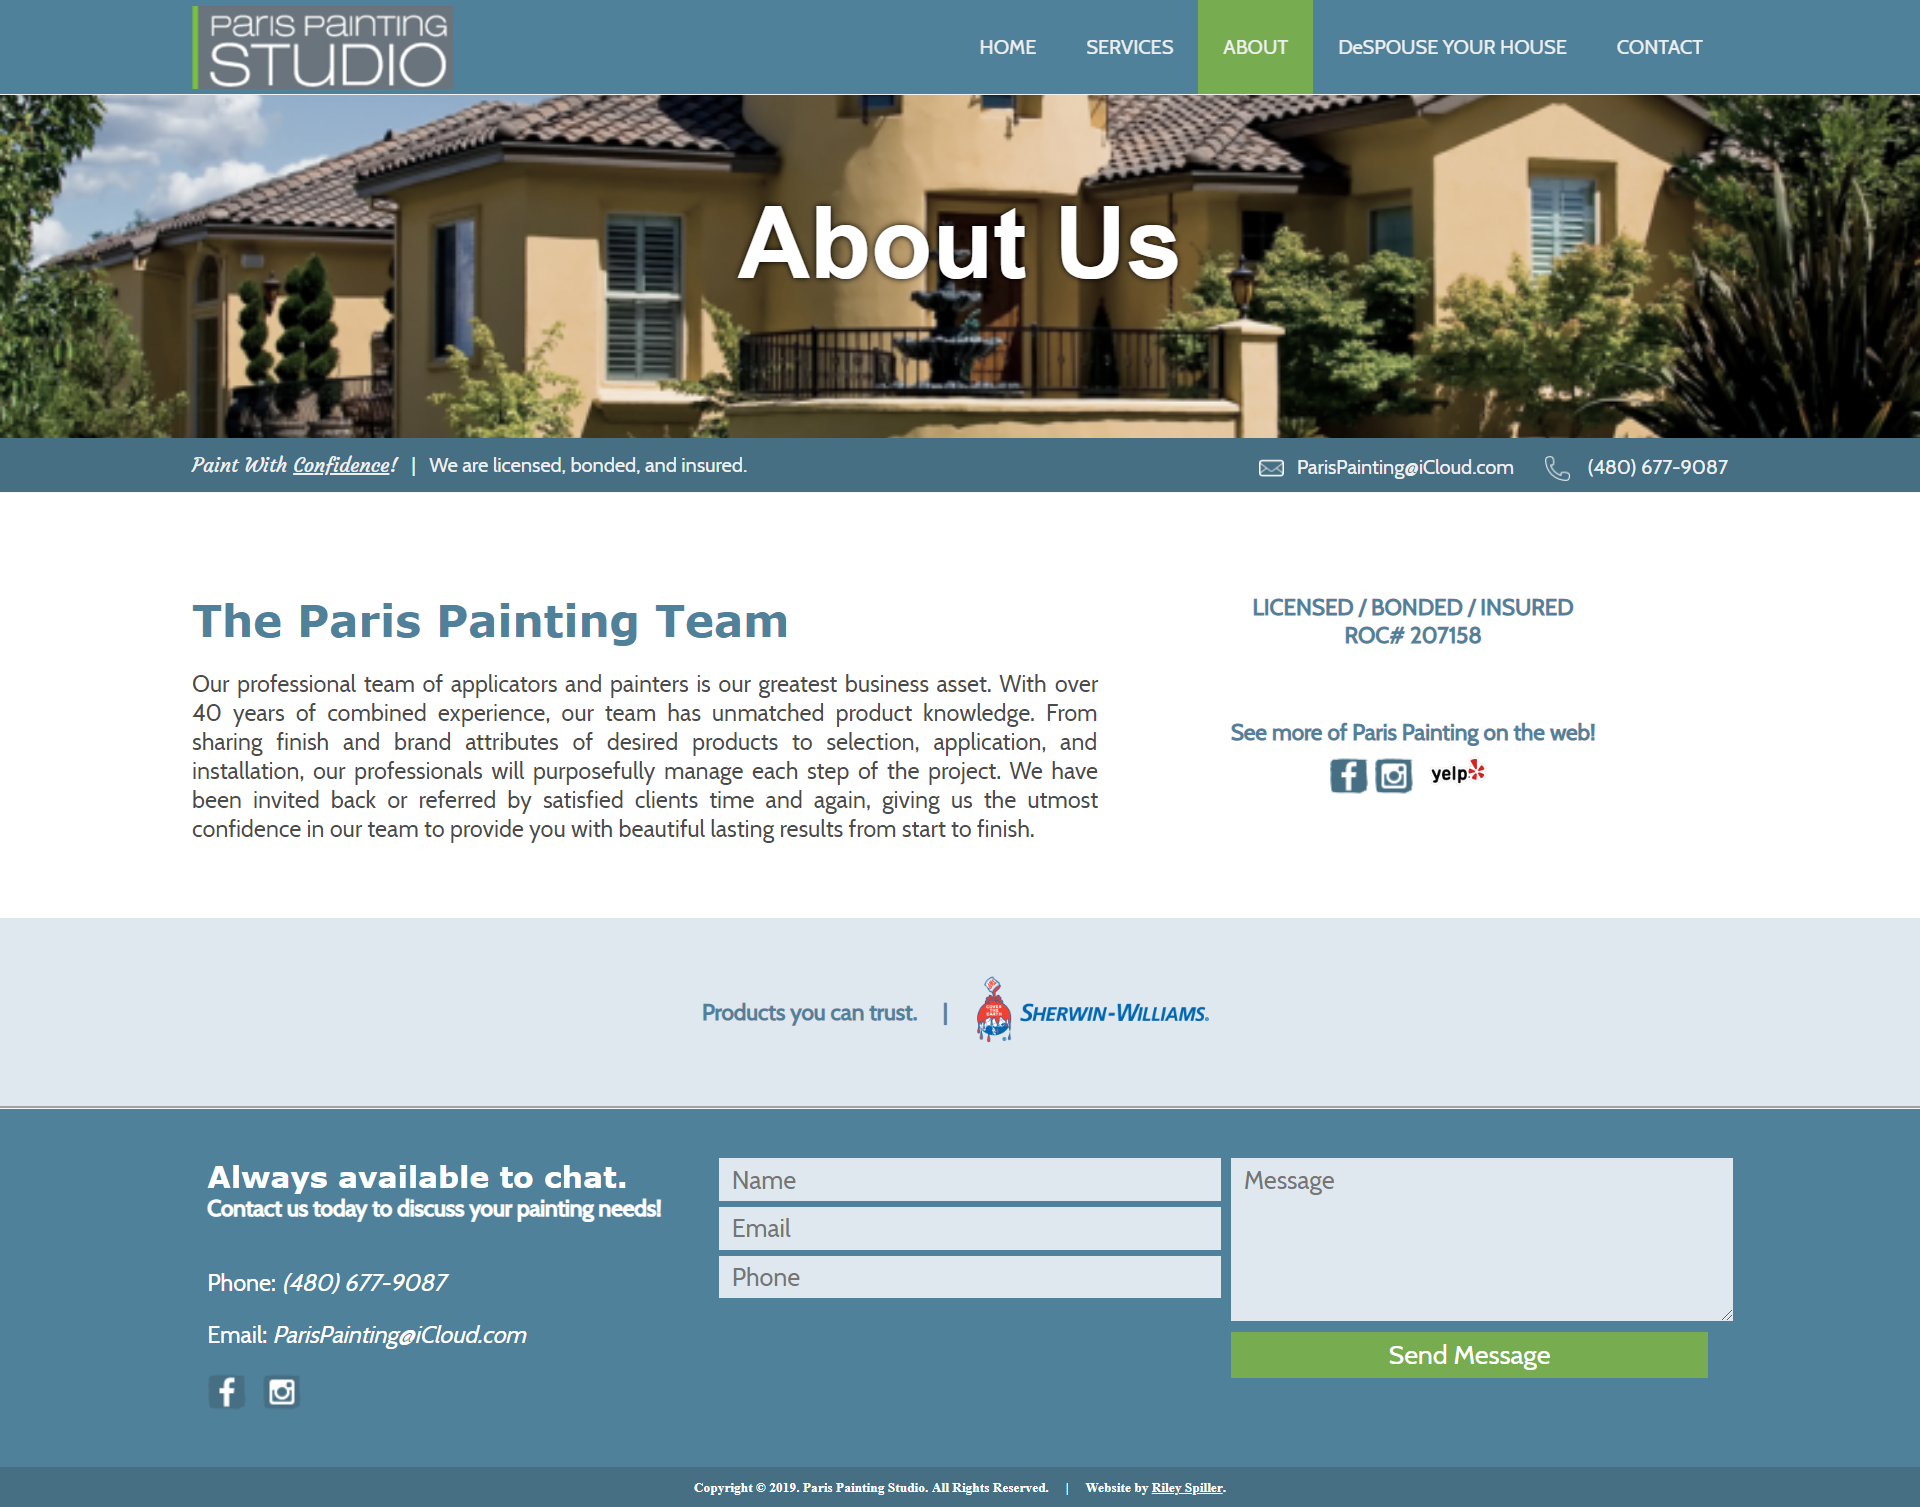 PARIS PAINTING
STUDIO
HOME SERVICES ABOUT DeSPOUSE YOUR HOUSE CONTACT
About Us
Paint With Confidence! | We are licensed, bonded, and insured.
ParisPainting@iCloud.com (480) 677-9087
The Paris Painting Team
Our professional team of applicators and painters is our greatest business asset. With over
40 years of combined experience, our team has unmatched product knowledge. From
sharing finish and brand attributes of desired products to selection, application, and
installation, our professionals will purposefully manage each step of the project. We have
been invited back or referred by satisfied clients time and again, giving us the utmost
confidence in our team to provide you with beautiful lasting results from start to finish.
LICENSED / BONDED / INSURED
ROC# 207158
See more of Paris Painting on the web!
yelp
Products you can trust. |
COVER
THE
EARTH
SHERWIN-WILLIAMS.
Always available to chat.
Contact us today to discuss your painting needs!
Phone: (480) 677-9087
Email: ParisPainting@iCloud.com
Name
Email
Phone
Message
Send Message
Copyright © 2019. Paris Painting Studio. All Rights Reserved. | Website by Riley Spiller.